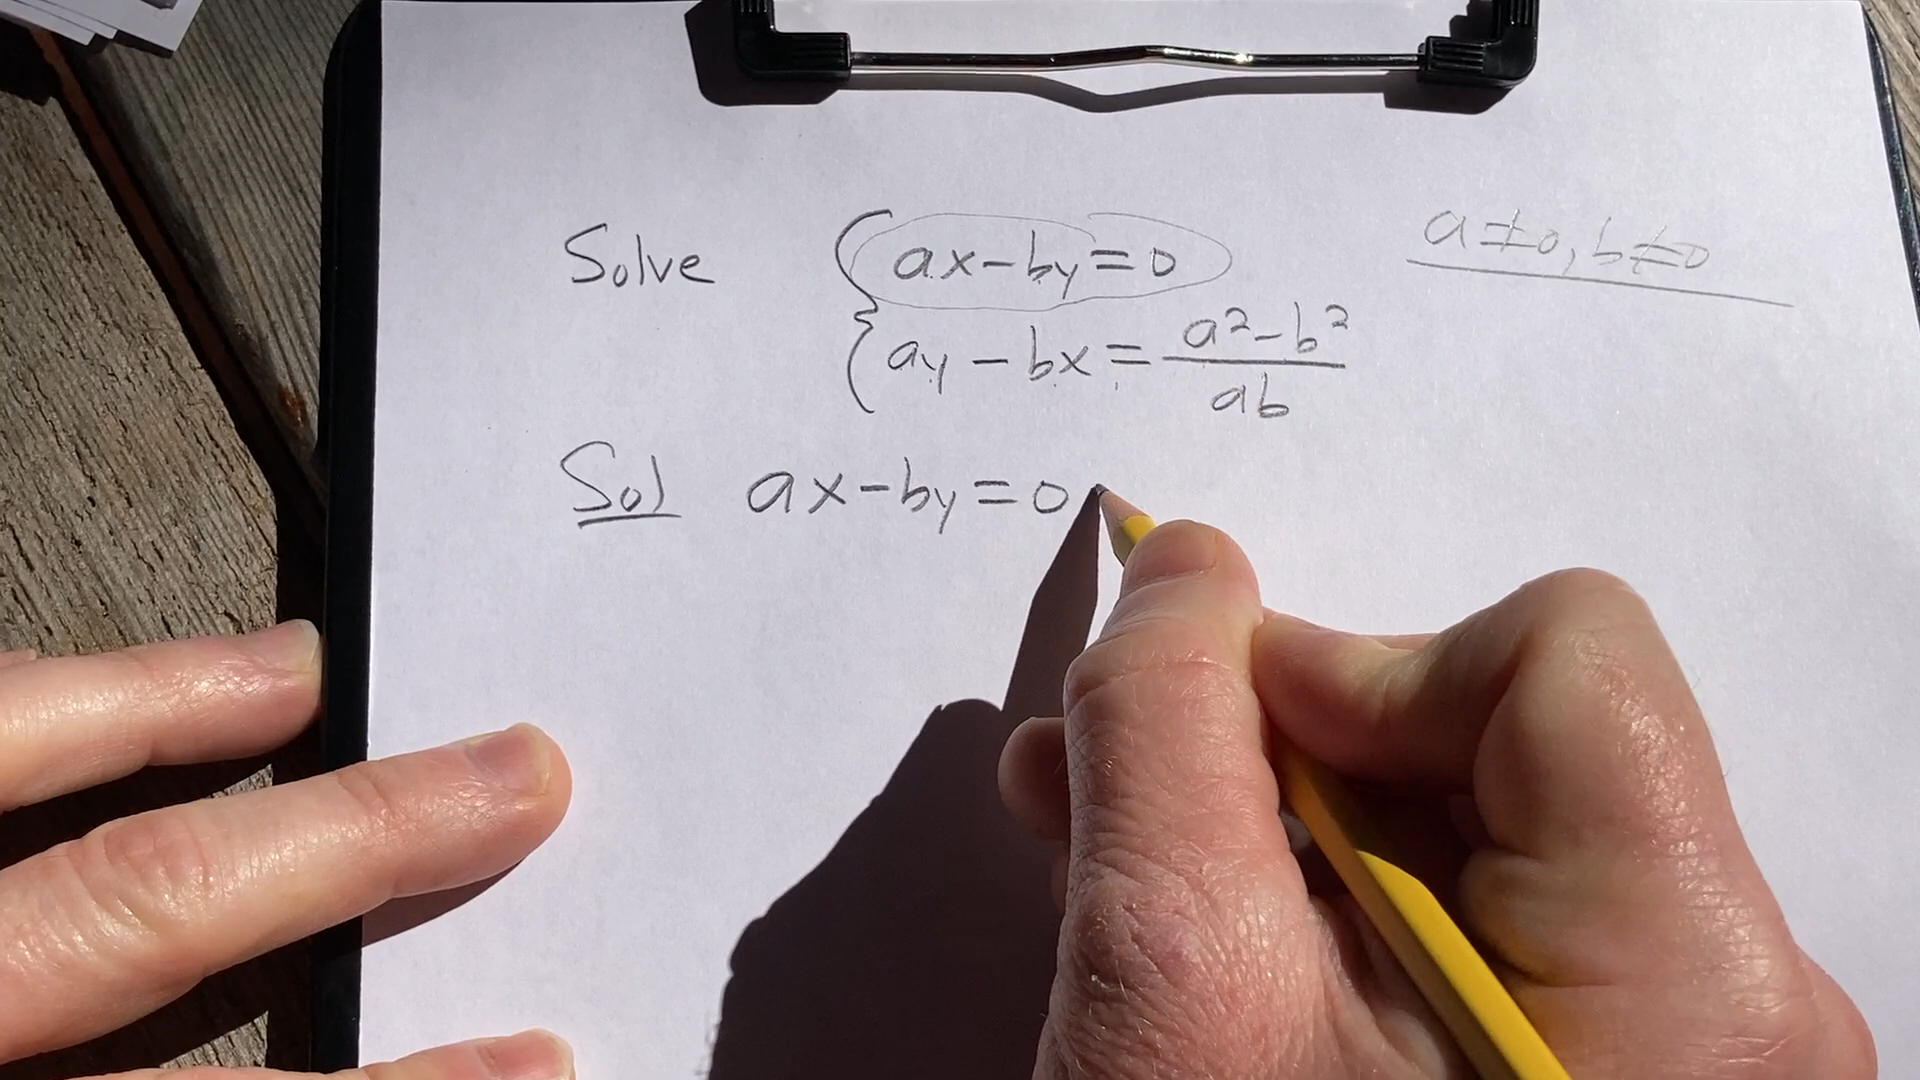 Solve { ax-by=0 a≠0, b≠0
ay - bx = a²-b² / ab
Sol ax-by=0